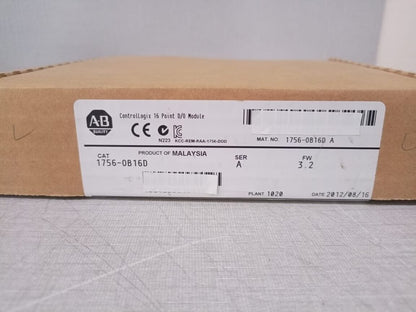 AB
QUALITY
ControlLogix 16 Point D/O Module
CE
N223 KCC-REM-RAA-1756-DOD
MAT. NO. 1756-OB16D A
PRODUCT OF MALAYSIA
CAT SER FW
1756-OB16D A 3.2
PLANT 1020 DATE 2012/08/16